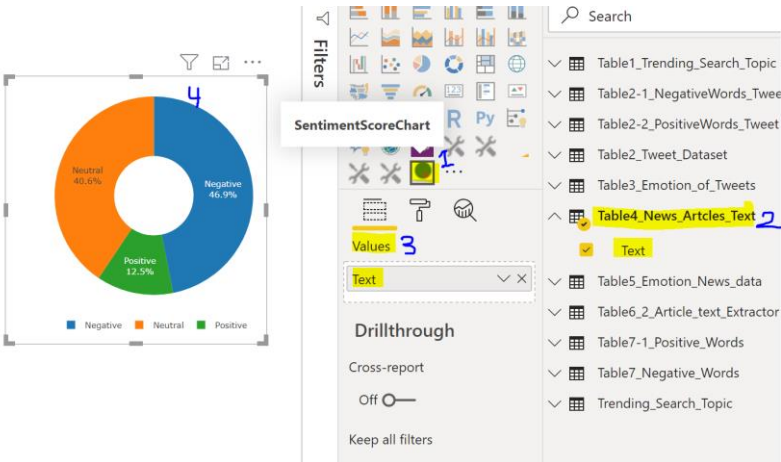 4
Neutral
40.6%
Negative
46.9%
Positive
12.5%
Negative Neutral Positive
Filters
SentimentScoreChart
R Py
1
...
Values 3
Text
Drillthrough
Cross-report
Off
Keep all filters
Search
Table1_Trending_Search_Topic
Table2-1_NegativeWords_Twee
Table2-2_PositiveWords_Tweet
Table2_Tweet_Dataset
Table3_Emotion_of_Tweets
Table4_News_Artcles_Text 2
Text
Table5_Emotion_News_data
Table6_2_Article_text_Extractor
Table7-1_Positive_Words
Table7_Negative_Words
Trending_Search_Topic